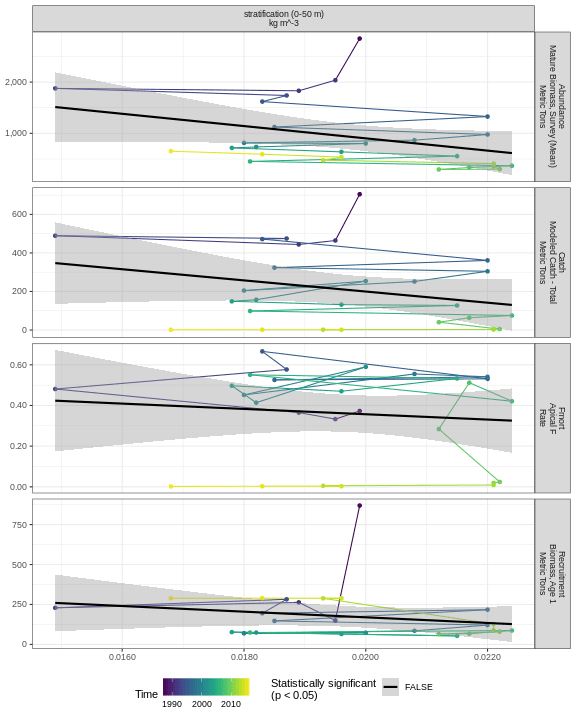 stratification (0-50 m)
kg m^-3
2,000
1,000
Abundance
Mature Biomass, Survey (Mean)
Metric Tons
600
400
200
0
Catch
Modeled Catch - Total
Metric Tons
0.60
0.40
0.20
0.00
Fmort
Apical F
Rate
750
500
250
0
Recruitment
Biomass, Age 1
Metric Tons
0.0160
0.0180
0.0200
0.0220
Time
1990
2000
2010
Statistically significant
(p < 0.05)
FALSE